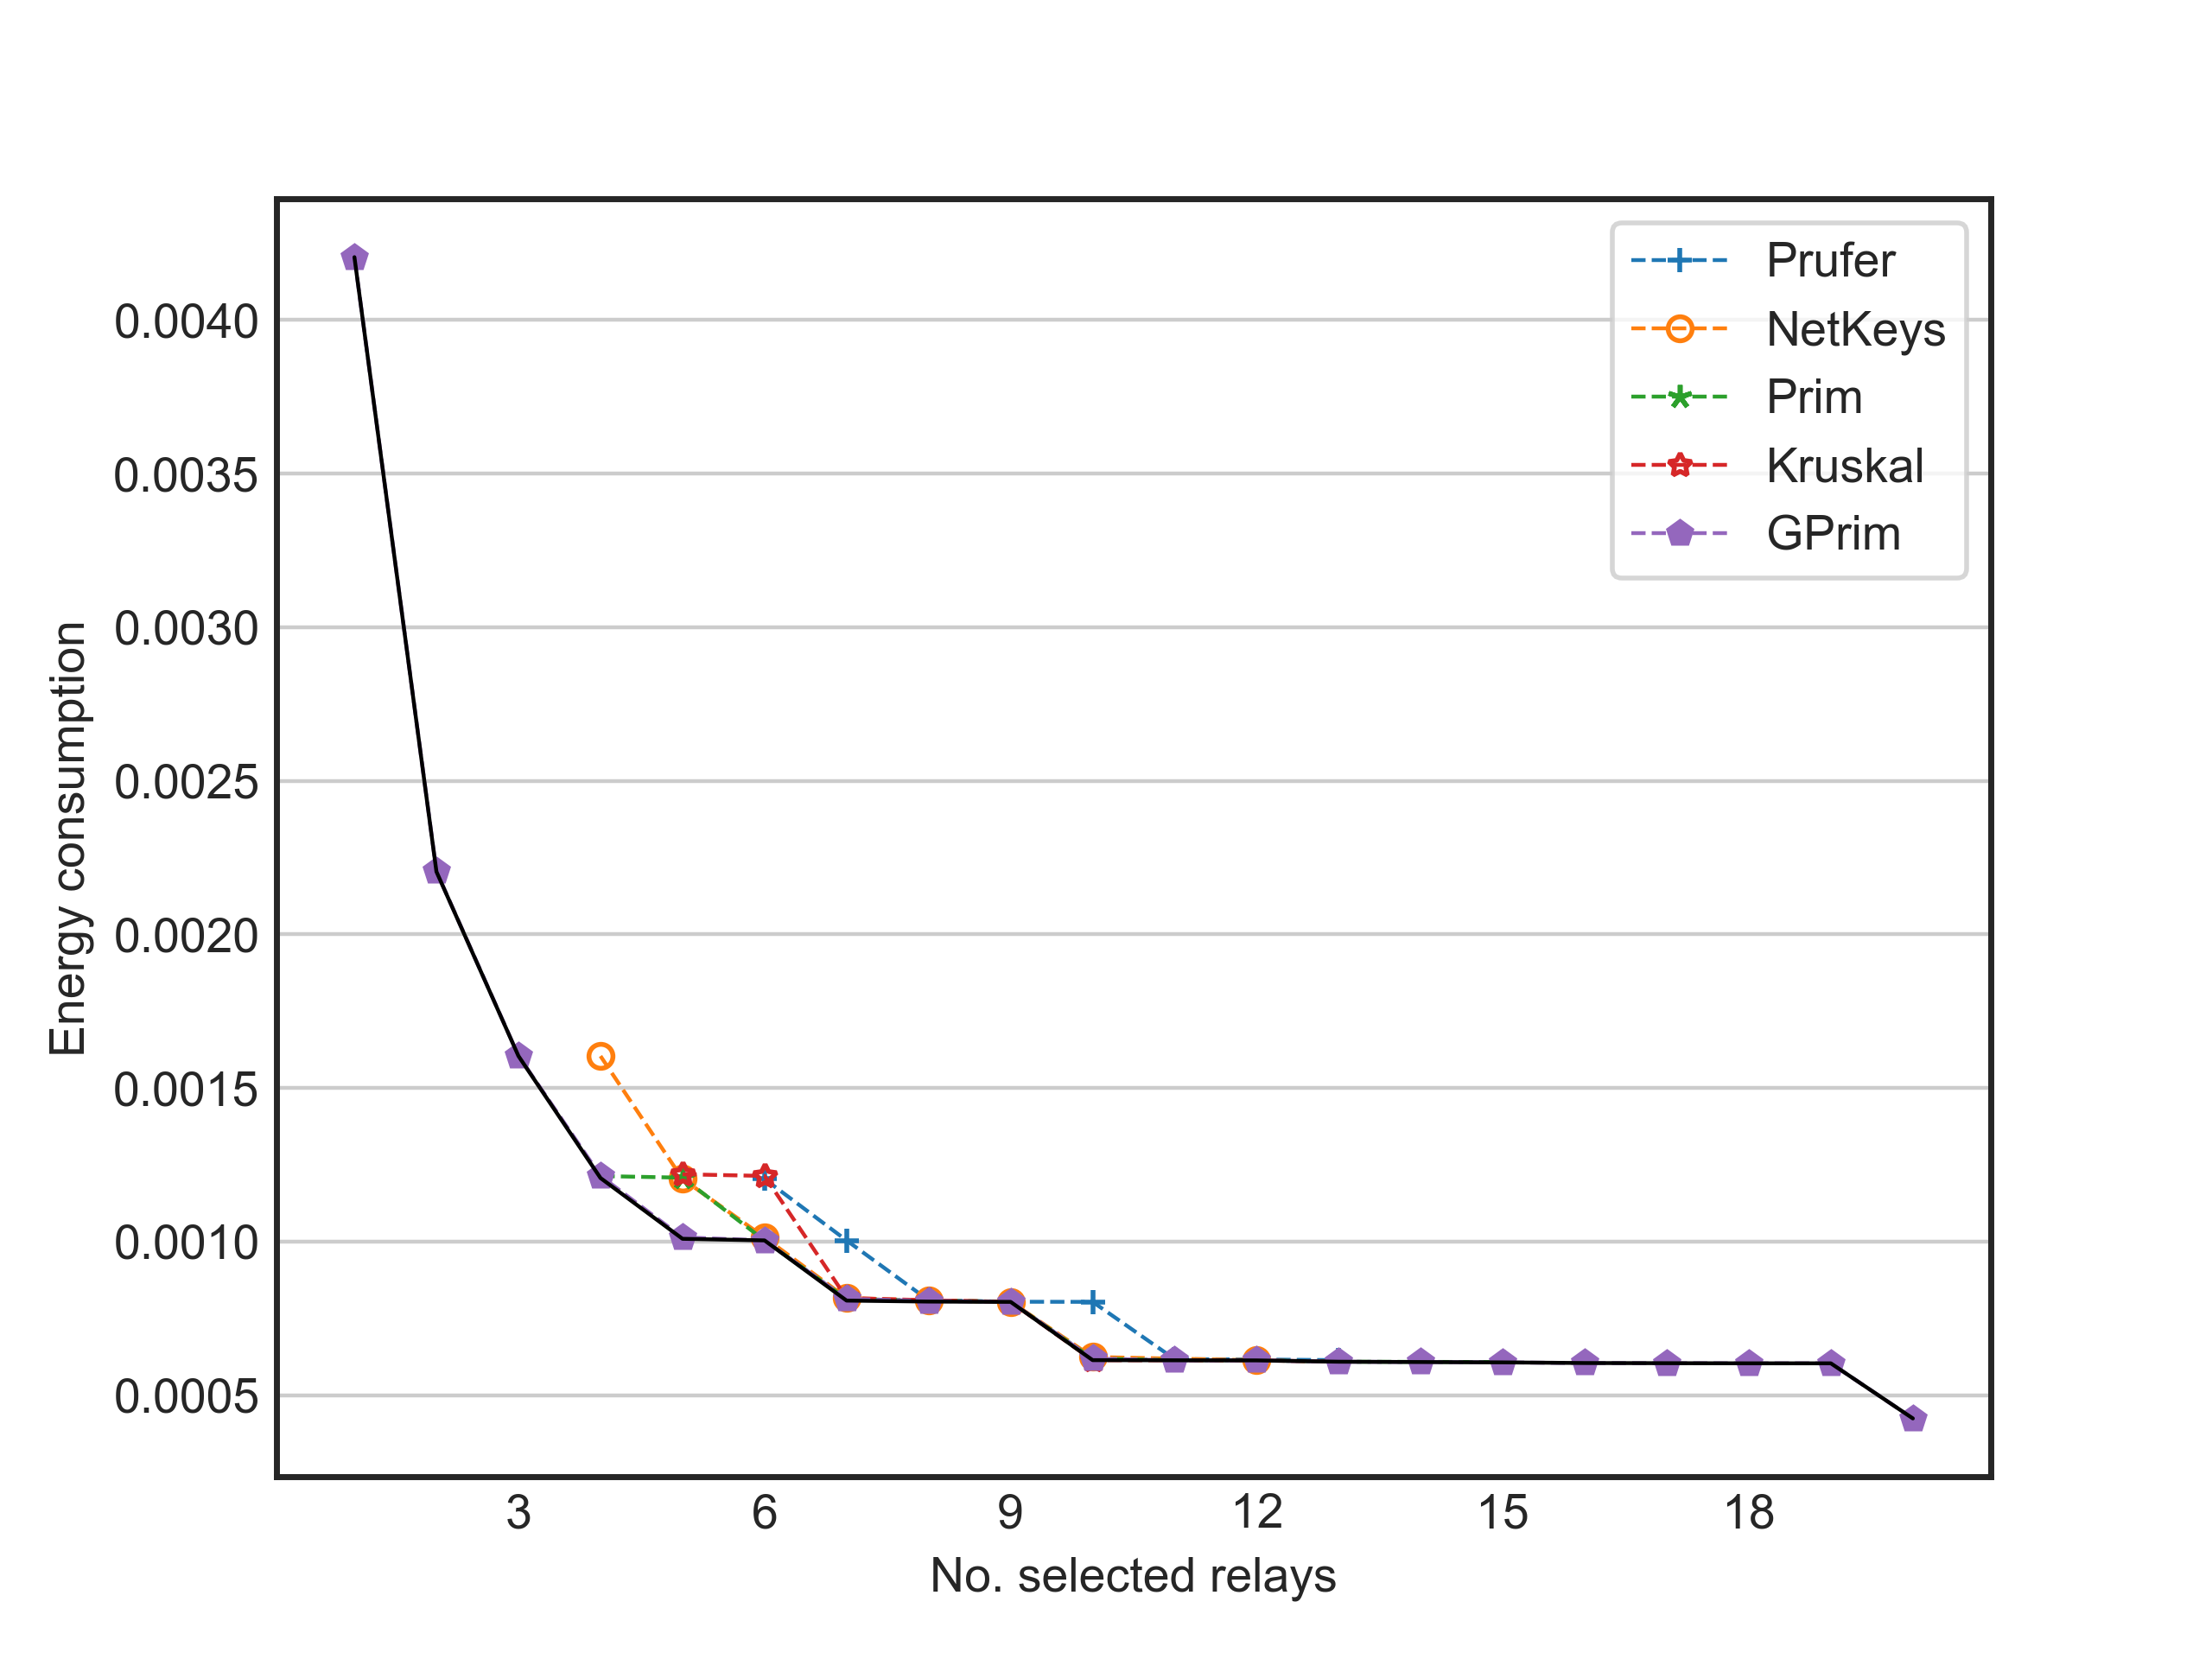 Prufer
NetKeys
Prim
Kruskal
GPrim
0.0040
0.0035
0.0030
0.0025
0.0020
0.0015
0.0010
0.0005
Energy consumption
3 6 9 12 15 18
No. selected relays